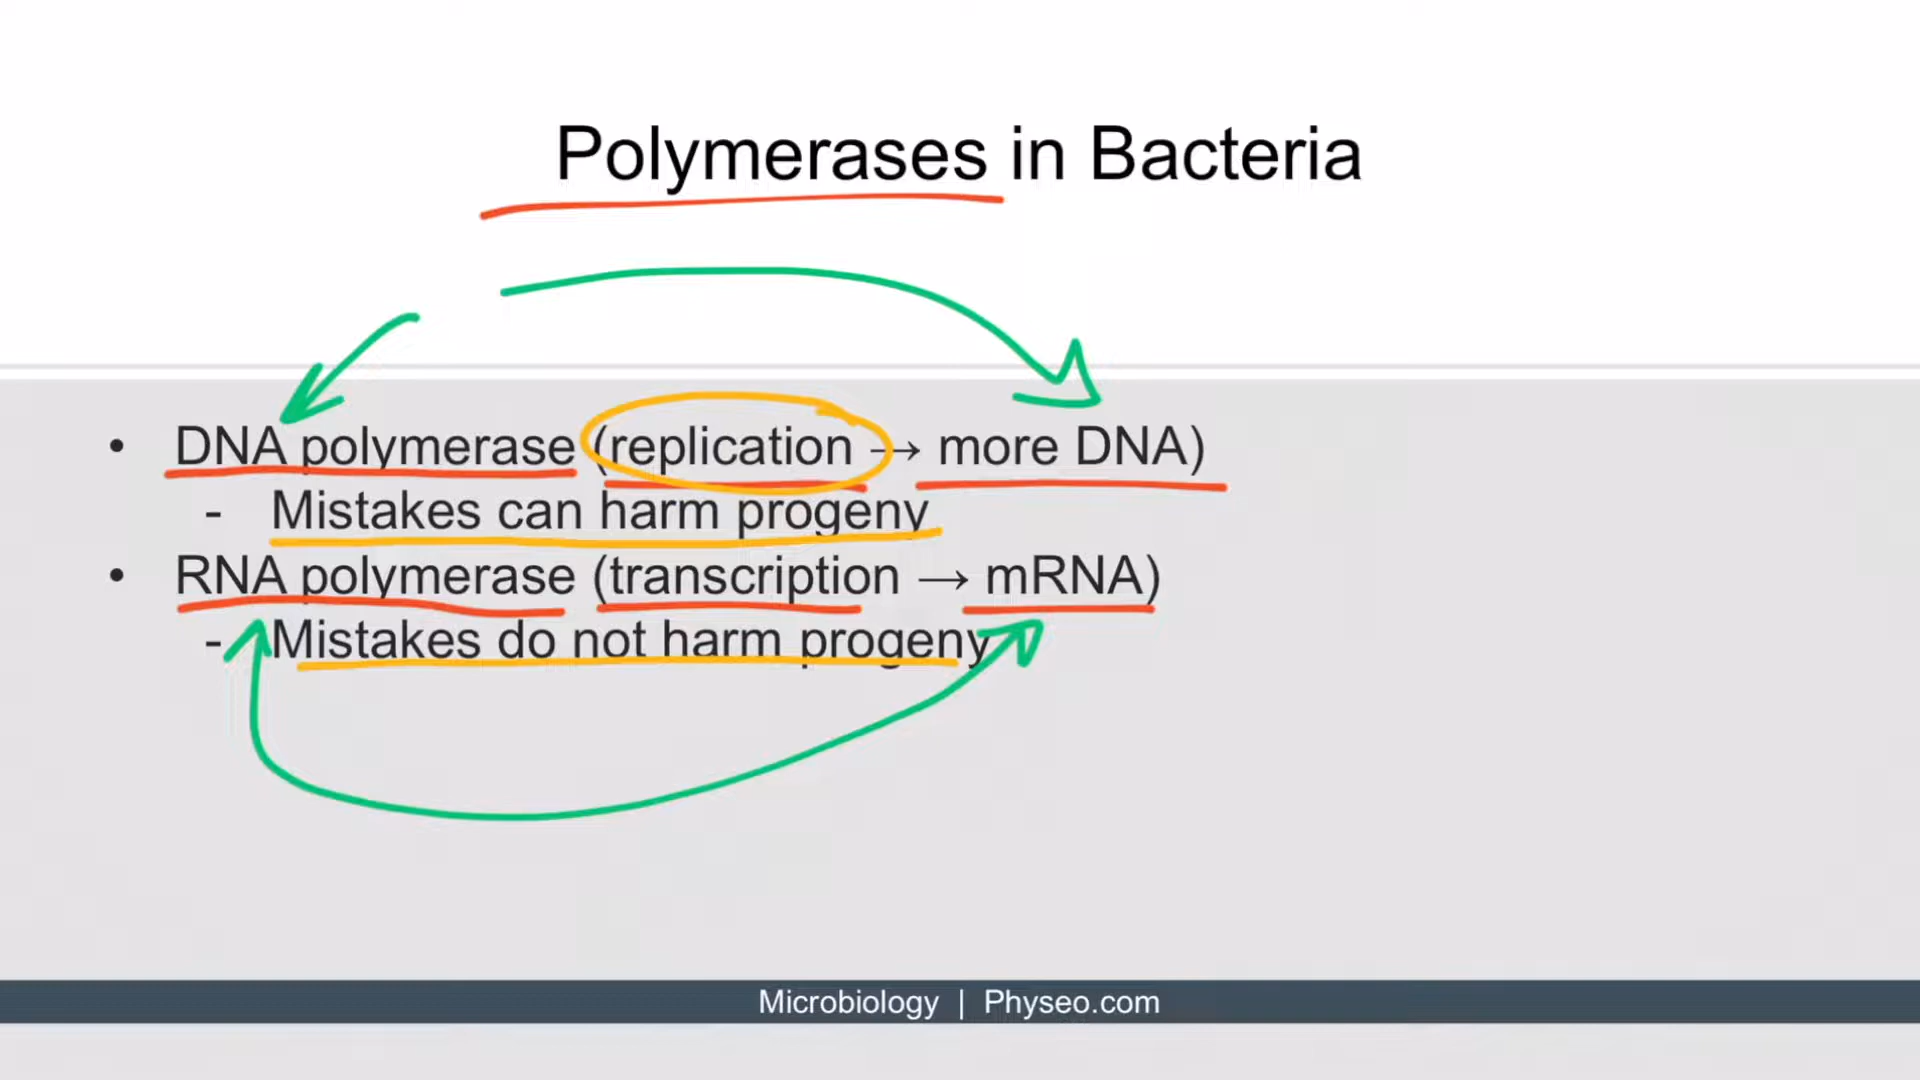 Polymerases in Bacteria
• DNA polymerase (replication → more DNA)
- Mistakes can harm progeny
• RNA polymerase (transcription → mRNA)
- Mistakes do not harm progeny
Microbiology | Physeo.com